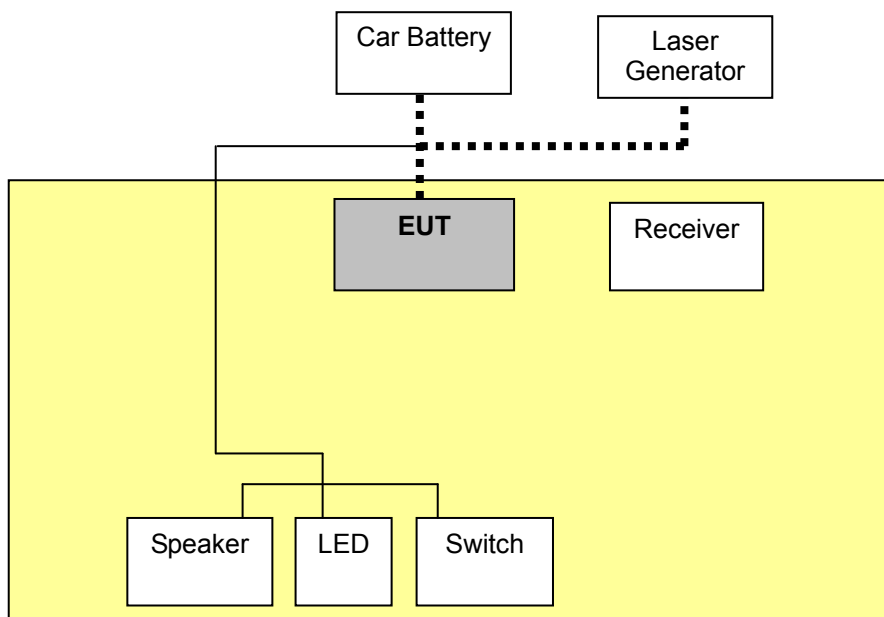 Car Battery
Laser
Generator
EUT
Receiver
Speaker
LED
Switch